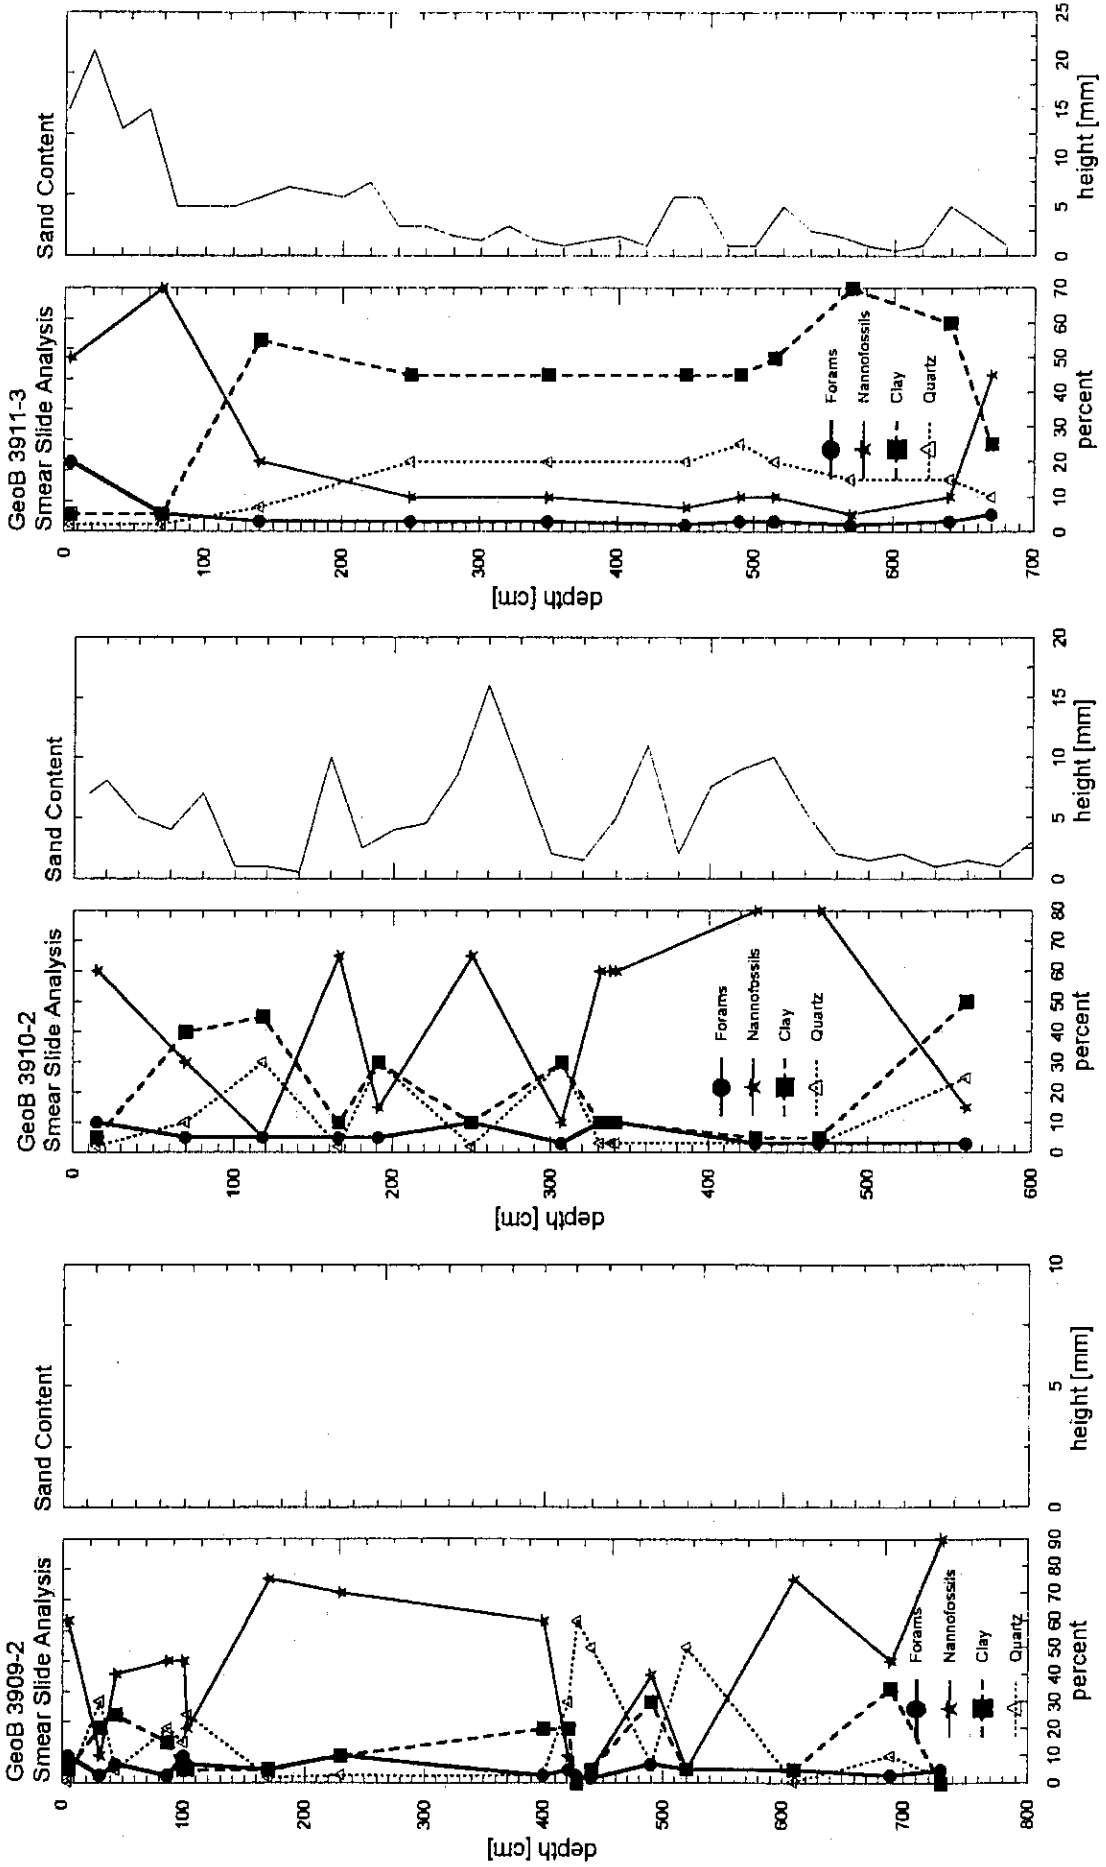 GeoB 3909-2
Smear Slide Analysis
0
100
200
300
400
500
600
700
800
depth [cm]
0 10 20 30 40 50 60 70 80 90
percent
Forams
Nannofossils
Clay
Quartz
Sand Content
0 5 10
height [mm]
GeoB 3910-2
Smear Slide Analysis
0
100
200
300
400
500
600
depth [cm]
0 10 20 30 40 50 60 70 80
percent
Forams
Nannofossils
Clay
Quartz
Sand Content
0 5 10 15 20
height [mm]
GeoB 3911-3
Smear Slide Analysis
0
100
200
300
400
500
600
700
depth [cm]
0 10 20 30 40 50 60 70
percent
Forams
Nannofossils
Clay
Quartz
Sand Content
0 5 10 15 20 25
height [mm]